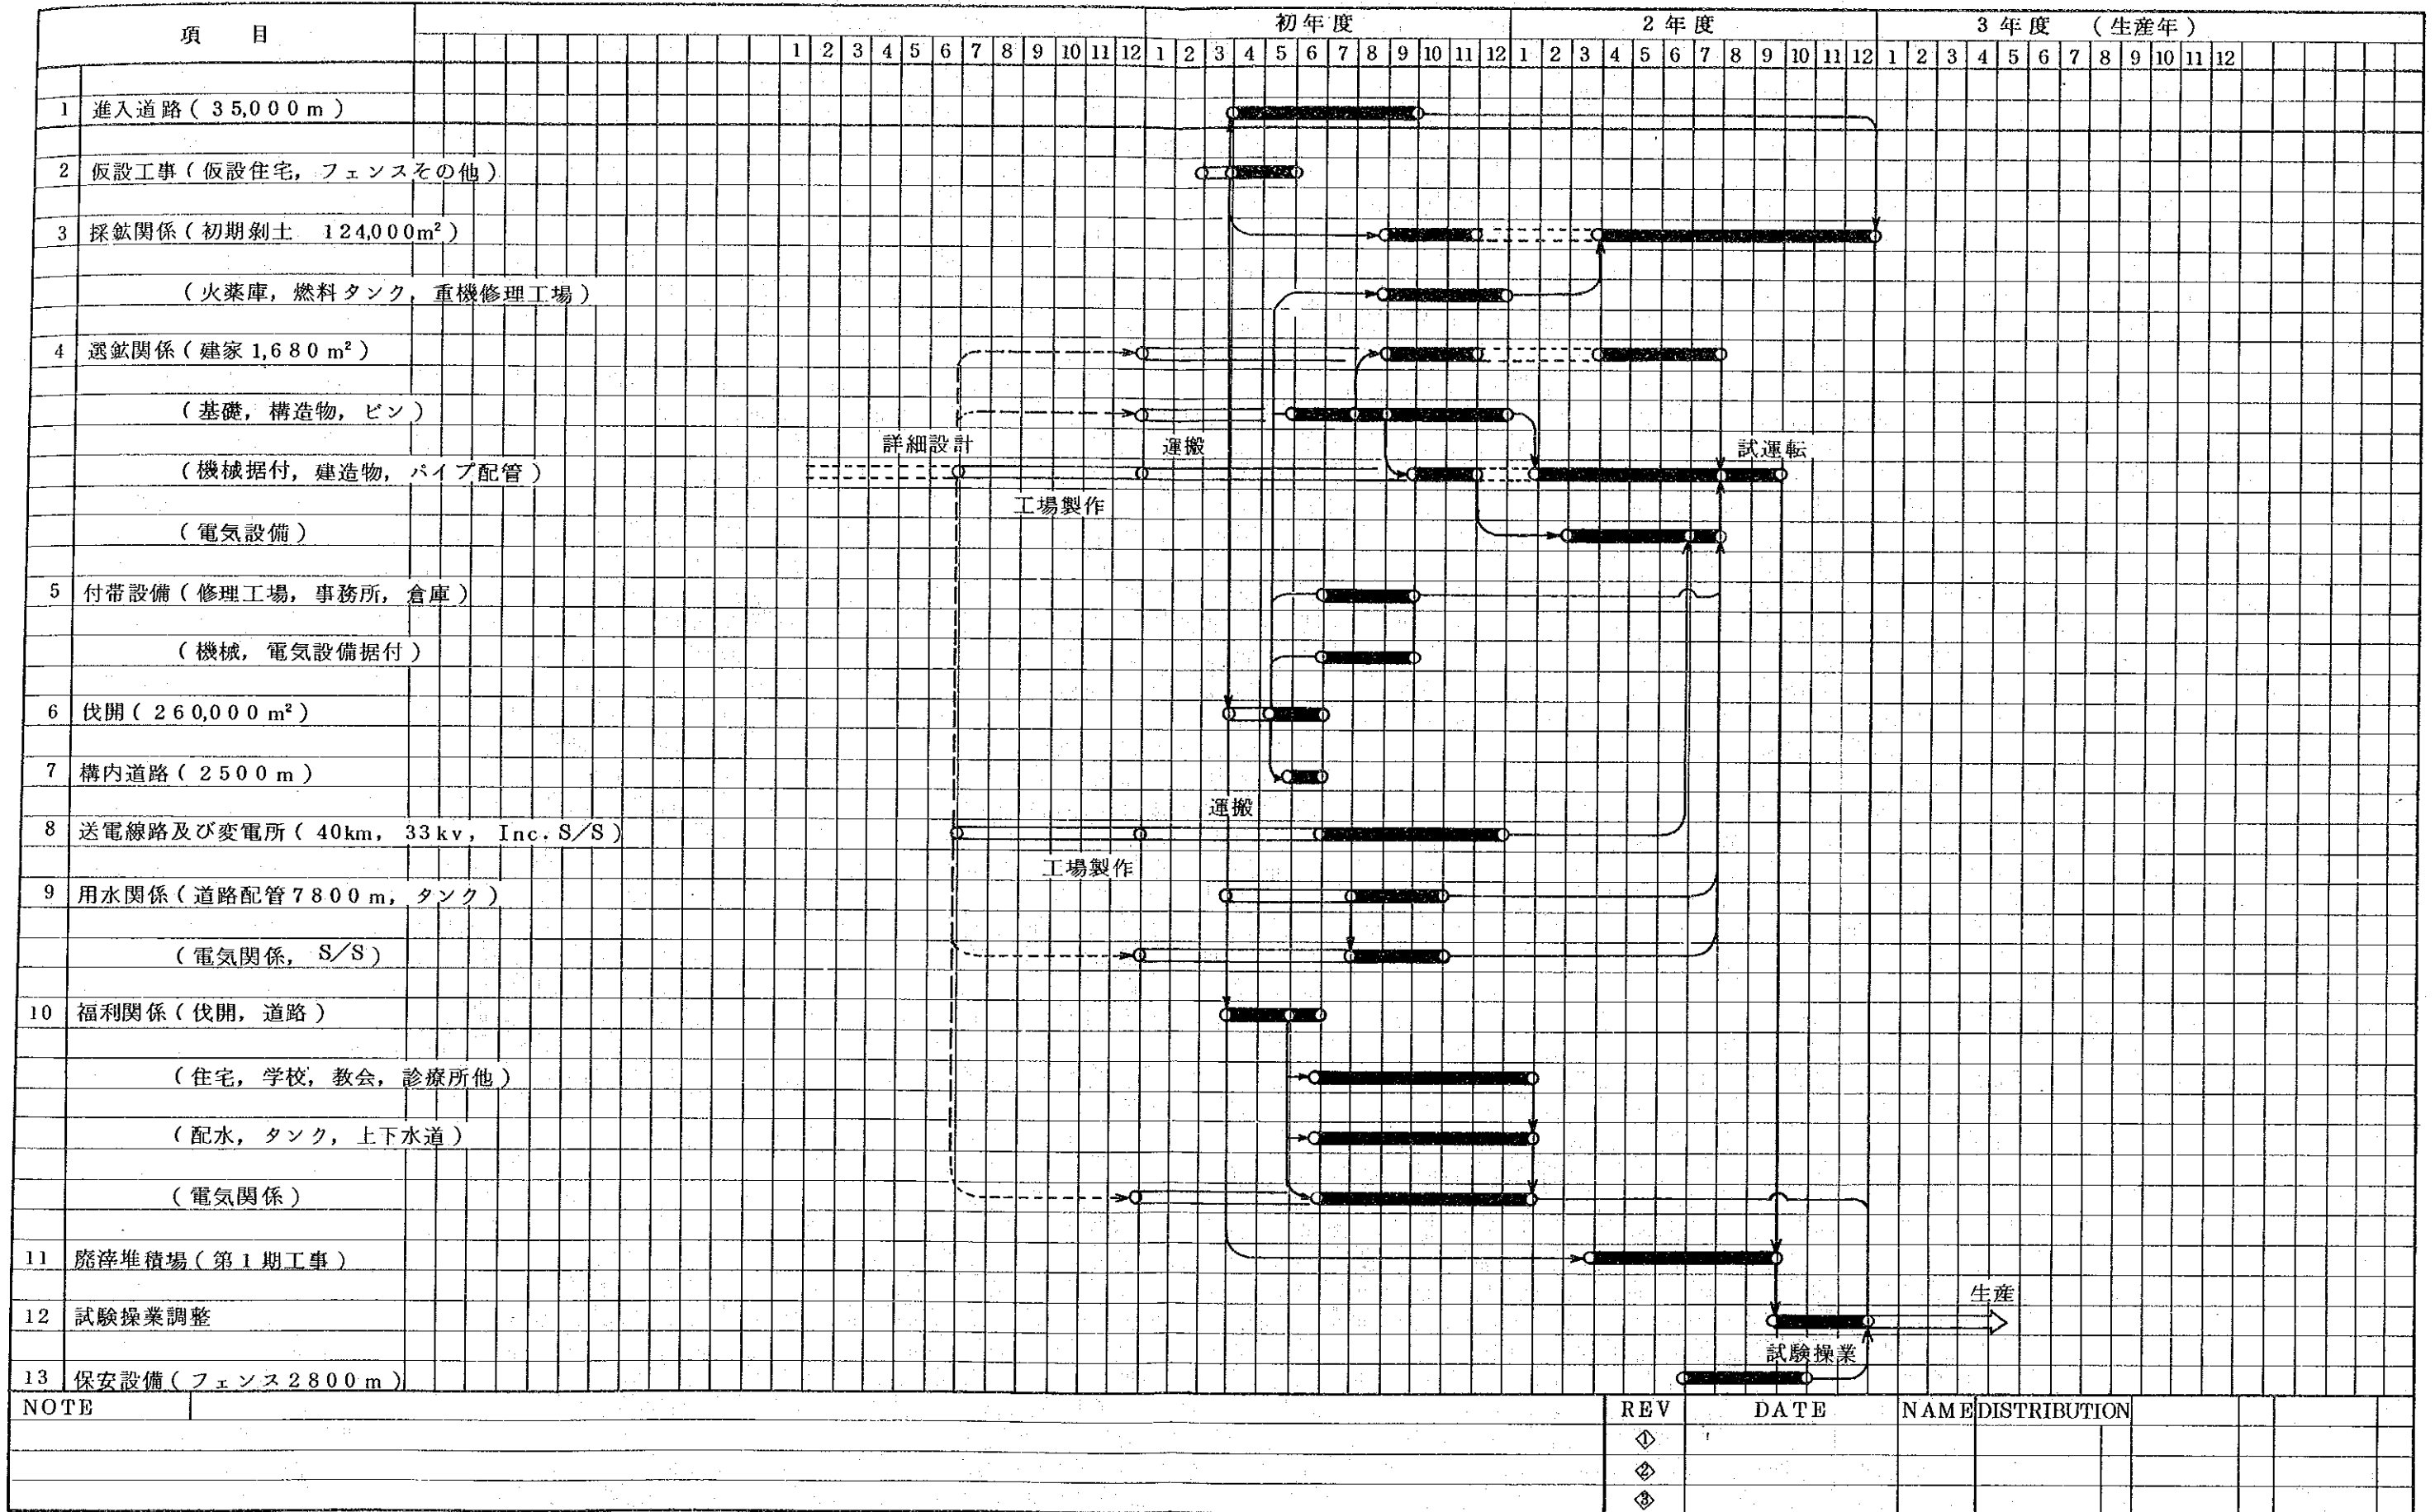 項 目 初年度 2年度 3年度 (生産年)
1 2 3 4 5 6 7 8 9 10 11 12 1 2 3 4 5 6 7 8 9 10 11 12 1 2 3 4 5 6 7 8 9 10 11 12 1 2 3 4 5 6 7 8 9 10 11 12
1 進入道路(35,000m)
2 仮設工事(仮設住宅,フェンスその他)
3 採鉱関係(初期剝土 124,000m²)
(火薬庫,燃料タンク,重機修理工場)
4 選鉱関係(建家1,680m²)
(基礎,構造物,ビン)
詳細設計 運搬 試運転
(機械据付,建造物,パイプ配管)
工場製作
(電気設備)
5 付帯設備(修理工場,事務所,倉庫)
(機械,電気設備据付)
6 伐開(260,000m²)
7 構内道路(2500m)
運搬
8 送電線路及び変電所(40km,33kv,Inc.S/S)
工場製作
9 用水関係(道路配管7800m,タンク)
(電気関係,S/S)
10 福利関係(伐開,道路)
(住宅,学校,教会,診療所他)
(配水,タンク,上下水道)
(電気関係)
11 廃滓堆積場(第1期工事)
生産
12 試験操業調整
試験操業
13 保安設備(フェンス2800m)
NOTE REV DATE NAME DISTRIBUTION
1
2
3